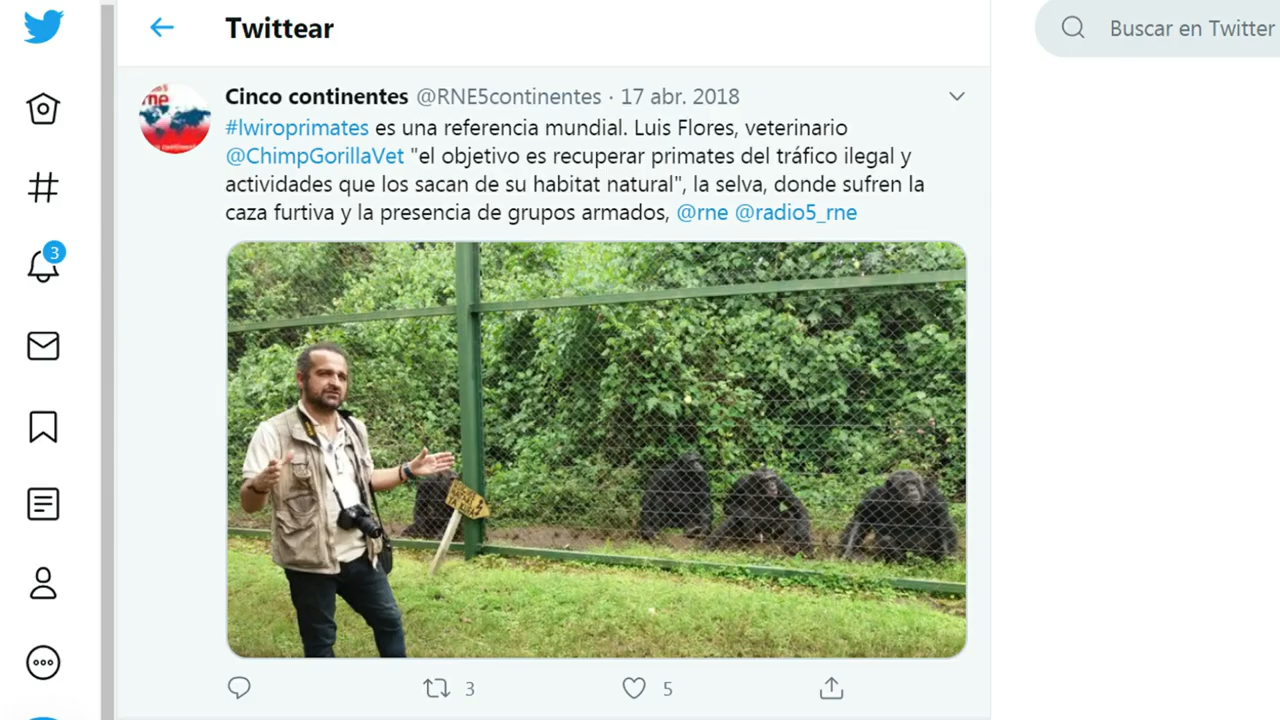 Twittear
Buscar en Twitter
rne
Cinco continentes @RNE5continentes · 17 abr. 2018
#lwiroprimates es una referencia mundial. Luis Flores, veterinario
@ChimpGorillaVet "el objetivo es recuperar primates del tráfico ilegal y
actividades que los sacan de su habitat natural", la selva, donde sufren la
caza furtiva y la presencia de grupos armados, @rne @radio5_rne
3
3
5